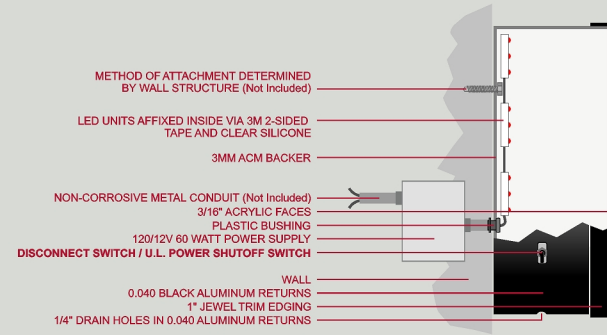 METHOD OF ATTACHMENT DETERMINED
BY WALL STRUCTURE (Not Included)
LED UNITS AFFIXED INSIDE VIA 3M 2-SIDED
TAPE AND CLEAR SILICONE
3MM ACM BACKER
NON-CORROSIVE METAL CONDUIT (Not Included)
3/16" ACRYLIC FACES
PLASTIC BUSHING
120/12V 60 WATT POWER SUPPLY
DISCONNECT SWITCH / U.L. POWER SHUTOFF SWITCH
WALL
0.040 BLACK ALUMINUM RETURNS
1" JEWEL TRIM EDGING
1/4" DRAIN HOLES IN 0.040 ALUMINUM RETURNS